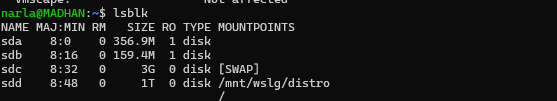 vmscape: Not affected
narla@MADHAN:~$ lsblk
NAME MAJ:MIN RM   SIZE RO TYPE MOUNTPOINTS
sda    8:0    0 356.9M  1 disk
sdb    8:16   0 159.4M  1 disk
sdc    8:32   0     3G  0 disk [SWAP]
sdd    8:48   0     1T  0 disk /mnt/wslg/distro
                               /